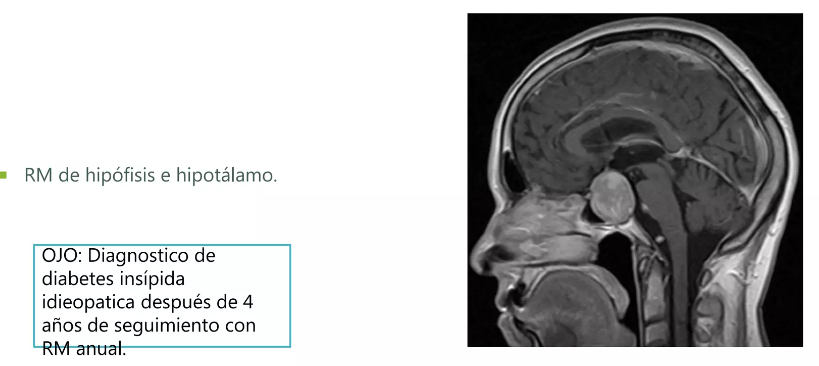 RM de hipófisis e hipotálamo.
OJO: Diagnostico de
diabetes insípida
idieopatica después de 4
años de seguimiento con
RM anual.